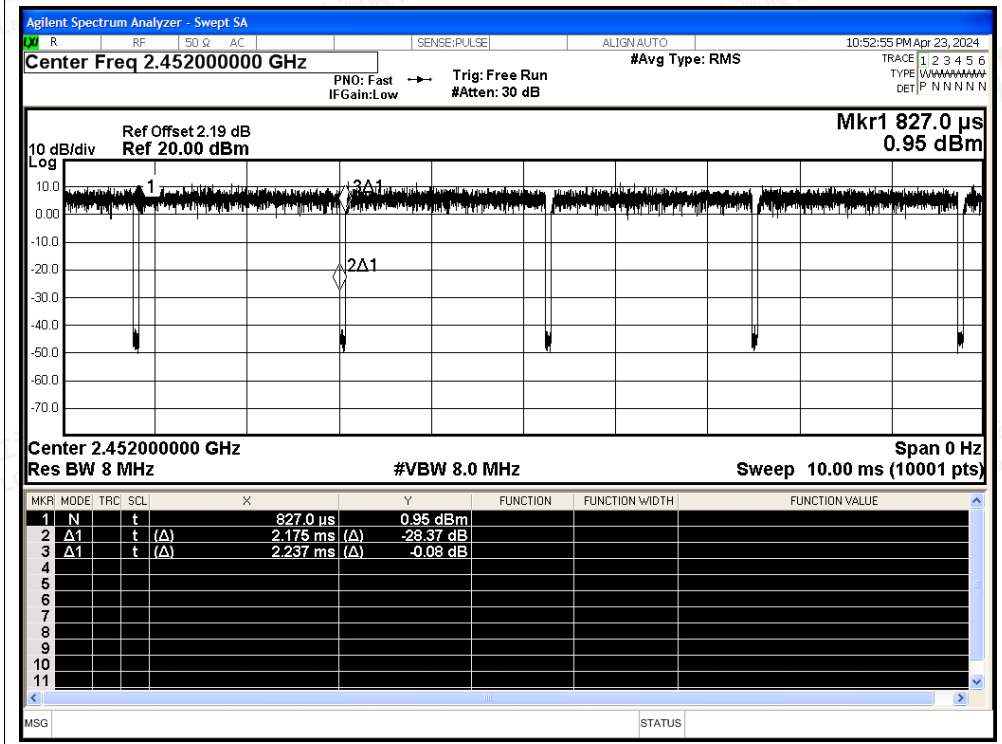 Agilent Spectrum Analyzer - Swept SA
LXI R RF 50 Ω AC SENSE:PULSE ALIGN AUTO 10:52:55 PM Apr 23, 2024
Center Freq 2.452000000 GHz #Avg Type: RMS TRACE 1 2 3 4 5 6
PNO: Fast Trig: Free Run TYPE WWWWWW
IFGain:Low #Atten: 30 dB DET P N N N N N
Mkr1 827.0 µs
Ref Offset 2.19 dB
10 dB/div Ref 20.00 dBm 0.95 dBm
Log
10.0
1 3Δ1
0.00
-10.0
2Δ1
-20.0
-30.0
-40.0
-50.0
-60.0
-70.0
Center 2.452000000 GHz Span 0 Hz
Res BW 8 MHz #VBW 8.0 MHz Sweep 10.00 ms (10001 pts)
MKR MODE TRC SCL X Y FUNCTION FUNCTION WIDTH FUNCTION VALUE
1 N t 827.0 µs 0.95 dBm
2 Δ1 t (Δ) 2.175 ms (Δ) -28.37 dB
3 Δ1 t (Δ) 2.237 ms (Δ) -0.08 dB
4
5
6
7
8
9
10
11
MSG STATUS